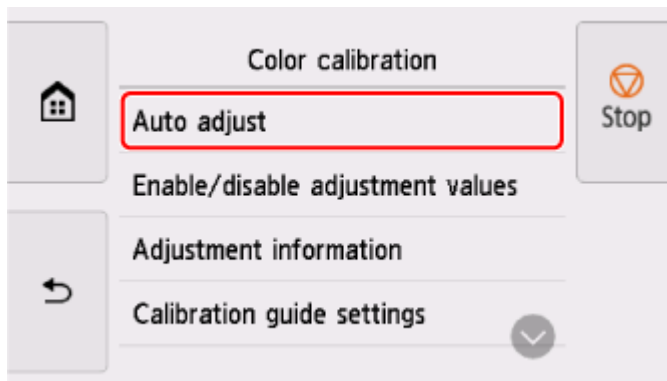 Color calibration
Auto adjust
Stop
Enable/disable adjustment values
Adjustment information
Calibration guide settings